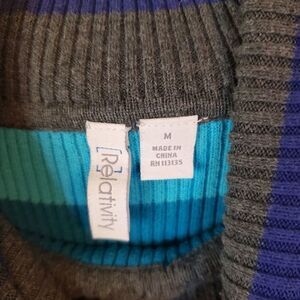 [Re]lativity
M
MADE IN
CHINA
RN 113135